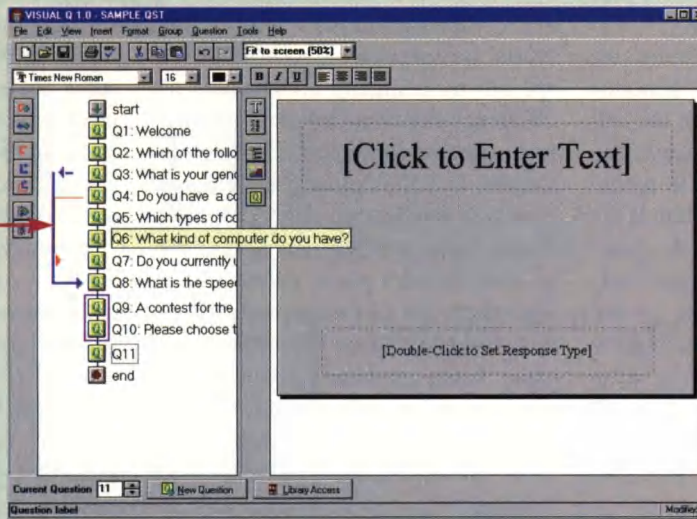 VISUAL Q 1.0 - SAMPLE.QST
File Edit View Insert Format Group Question Tools Help
Fit to screen (50%)
Times New Roman 16 B I U
start
Q1: Welcome
Q2: Which of the follo
Q3: What is your gen
Q4: Do you have a co
Q5: Which types of co
Q6: What kind of computer do you have?
Q7: Do you currently u
Q8: What is the speed
Q9: A contest for the
Q10: Please choose t
Q11
end
[Click to Enter Text]
[Double-Click to Set Response Type]
Current Question 11 New Question Library Access
Question label Modified